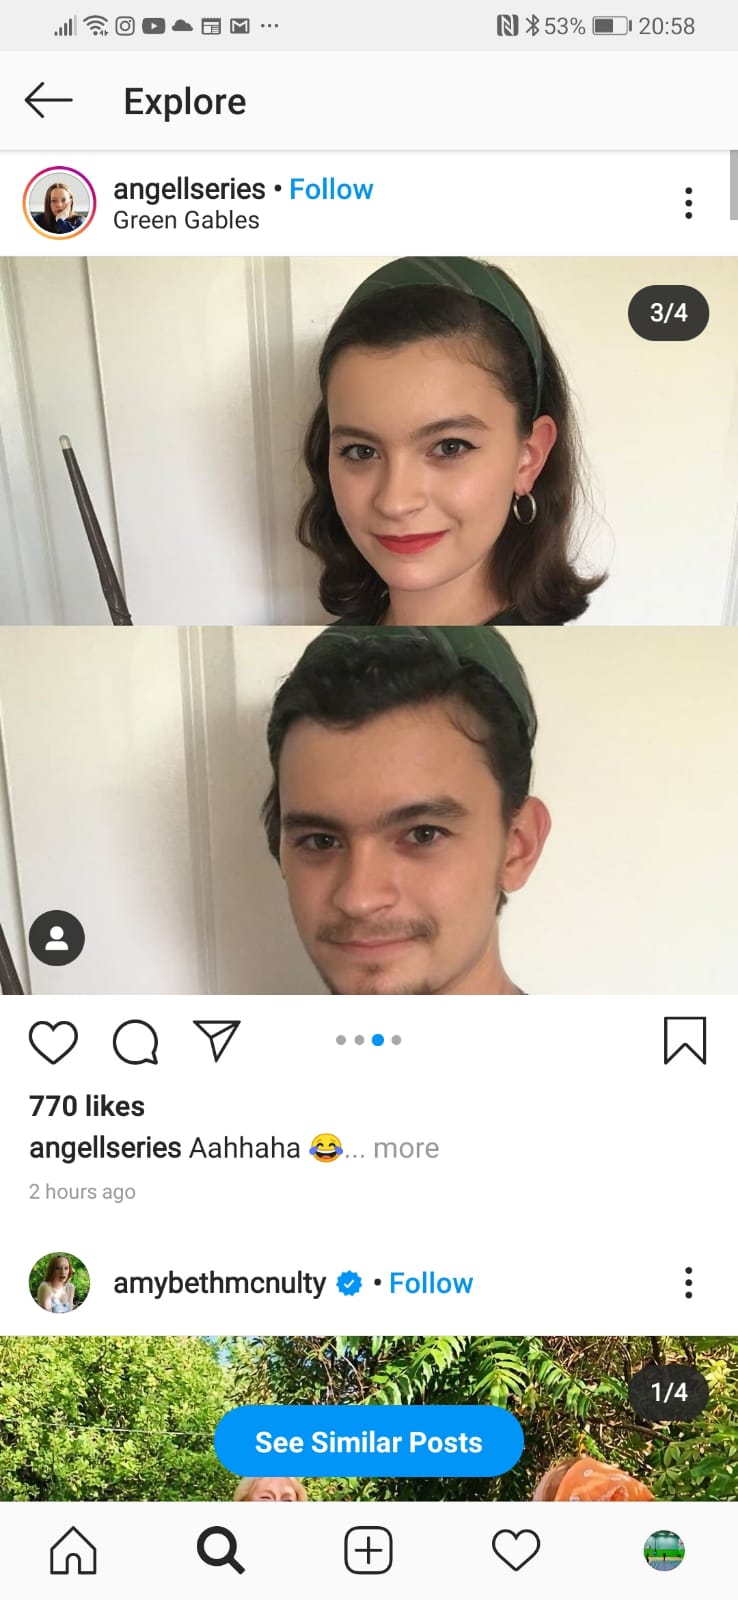 53% 20:58
Explore
angellseries • Follow
Green Gables
3/4
770 likes
angellseries Aahhaha 😂... more
2 hours ago
amybethmcnulty • Follow
1/4
See Similar Posts